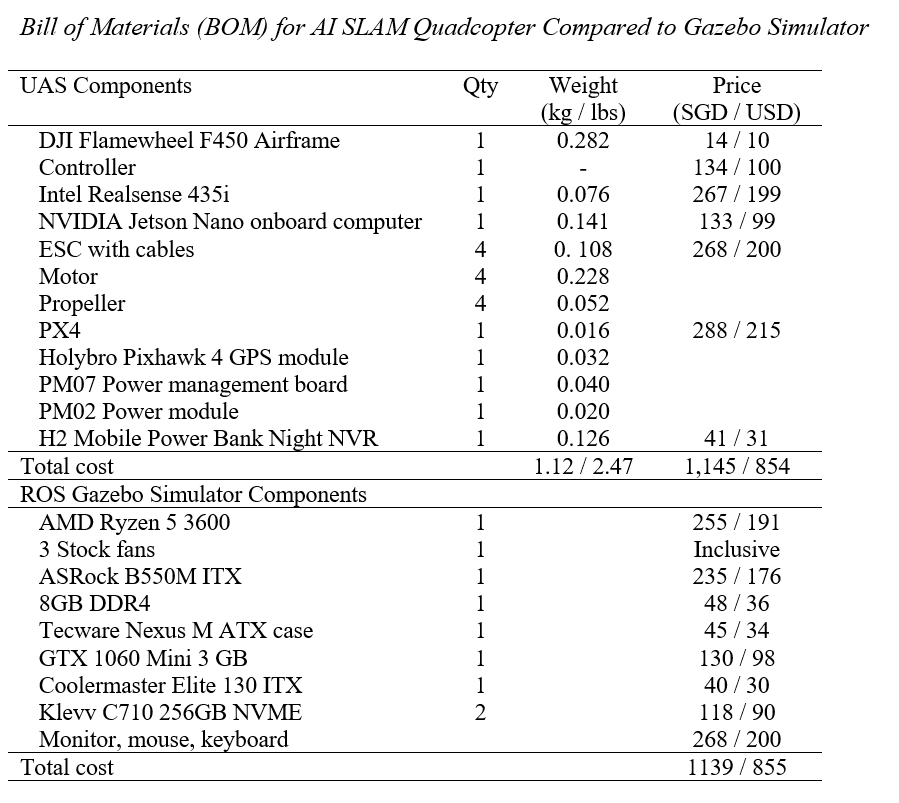 Bill of Materials (BOM) for AI SLAM Quadcopter Compared to Gazebo Simulator
UAS Components Qty Weight Price
(kg / lbs) (SGD / USD)
DJI Flamewheel F450 Airframe 1 0.282 14 / 10
Controller 1 - 134 / 100
Intel Realsense 435i 1 0.076 267 / 199
NVIDIA Jetson Nano onboard computer 1 0.141 133 / 99
ESC with cables 4 0. 108 268 / 200
Motor 4 0.228
Propeller 4 0.052
PX4 1 0.016 288 / 215
Holybro Pixhawk 4 GPS module 1 0.032
PM07 Power management board 1 0.040
PM02 Power module 1 0.020
H2 Mobile Power Bank Night NVR 1 0.126 41 / 31
Total cost 1.12 / 2.47 1,145 / 854
ROS Gazebo Simulator Components
AMD Ryzen 5 3600 1 255 / 191
3 Stock fans 1 Inclusive
ASRock B550M ITX 1 235 / 176
8GB DDR4 1 48 / 36
Tecware Nexus M ATX case 1 45 / 34
GTX 1060 Mini 3 GB 1 130 / 98
Coolermaster Elite 130 ITX 1 40 / 30
Klevv C710 256GB NVME 2 118 / 90
Monitor, mouse, keyboard 268 / 200
Total cost 1139 / 855